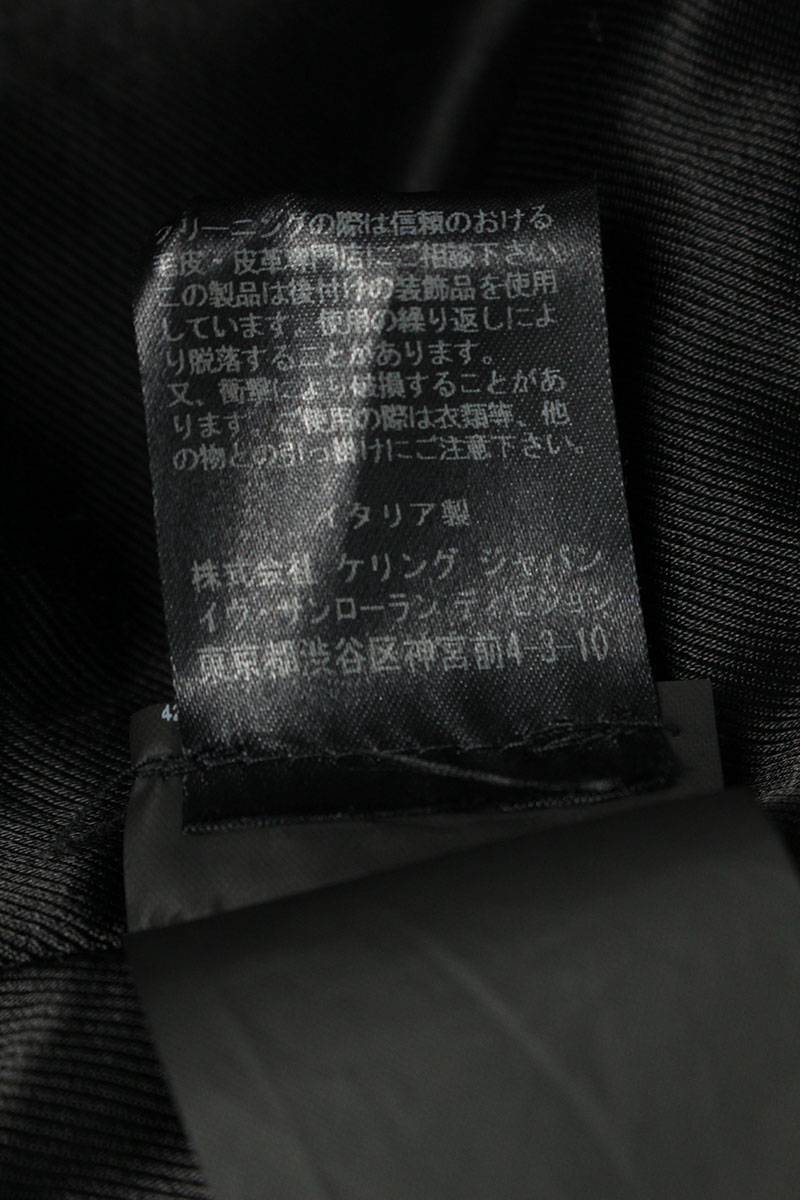 クリーニングの際は信頼のおける
毛皮・皮革専門店にご相談下さい。
この製品は後付けの装飾品を使用
しています。使用の繰り返しによ
り脱落することがあります。
又、衝撃により破損することがあ
ります。ご使用の際は衣類等、他
の物との引っ掛けにご注意下さい。
イタリア製
株式会社 ケリング ジャパン
イヴ・サンローラン ディビジョン
東京都渋谷区神宮前4-3-10
42